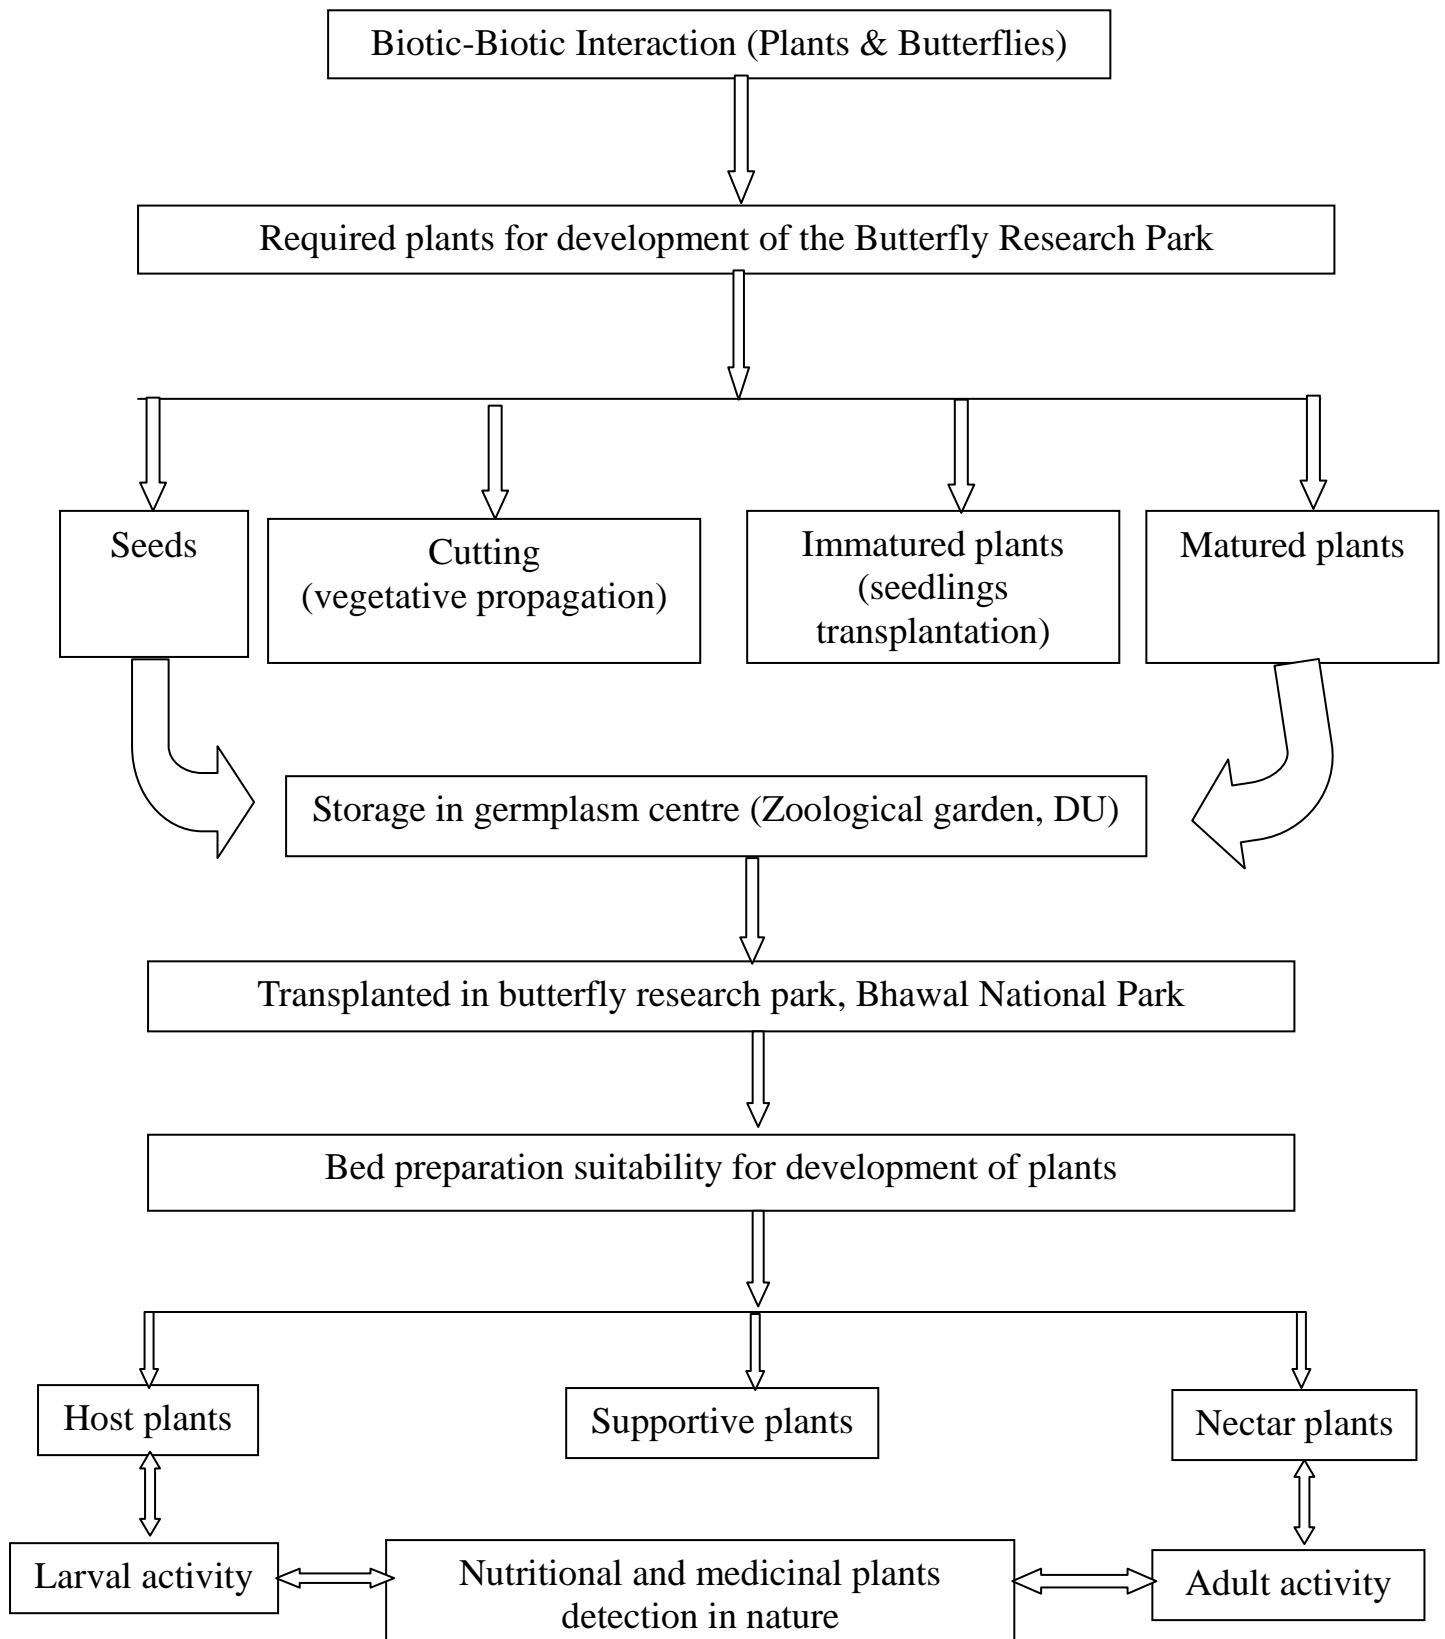 Biotic-Biotic Interaction (Plants & Butterflies)
Required plants for development of the Butterfly Research Park
Seeds
Cutting
(vegetative propagation)
Immatured plants
(seedlings
transplantation)
Matured plants
Storage in germplasm centre (Zoological garden, DU)
Transplanted in butterfly research park, Bhawal National Park
Bed preparation suitability for development of plants
Host plants
Supportive plants
Nectar plants
Larval activity
Nutritional and medicinal plants
detection in nature
Adult activity